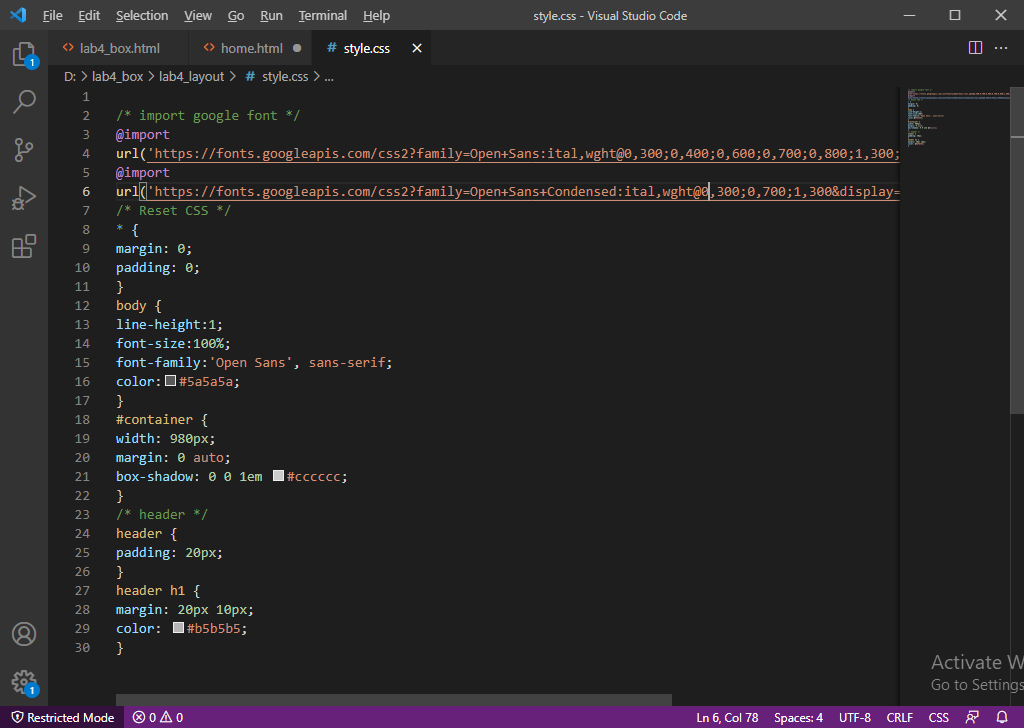 File Edit Selection View Go Run Terminal Help style.css - Visual Studio Code
lab4_box.html home.html style.css
D: > lab4_box > lab4_layout > # style.css > ...
1
2 /* import google font */
3 @import
4 url('https://fonts.googleapis.com/css2?family=Open+Sans:ital,wght@0,300;0,400;0,600;0,700;0,800;1,300;
5 @import
6 url('https://fonts.googleapis.com/css2?family=Open+Sans+Condensed:ital,wght@0,300;0,700;1,300&display=
7 /* Reset CSS */
8 * {
9 margin: 0;
10 padding: 0;
11 }
12 body {
13 line-height:1;
14 font-size:100%;
15 font-family:'Open Sans', sans-serif;
16 color:#5a5a5a;
17 }
18 #container {
19 width: 980px;
20 margin: 0 auto;
21 box-shadow: 0 0 1em #cccccc;
22 }
23 /* header */
24 header {
25 padding: 20px;
26 }
27 header h1 {
28 margin: 20px 10px;
29 color: #b5b5b5;
30 }
1
1
Activate W
Go to Settings
Restricted Mode 0 0 Ln 6, Col 78 Spaces: 4 UTF-8 CRLF CSS